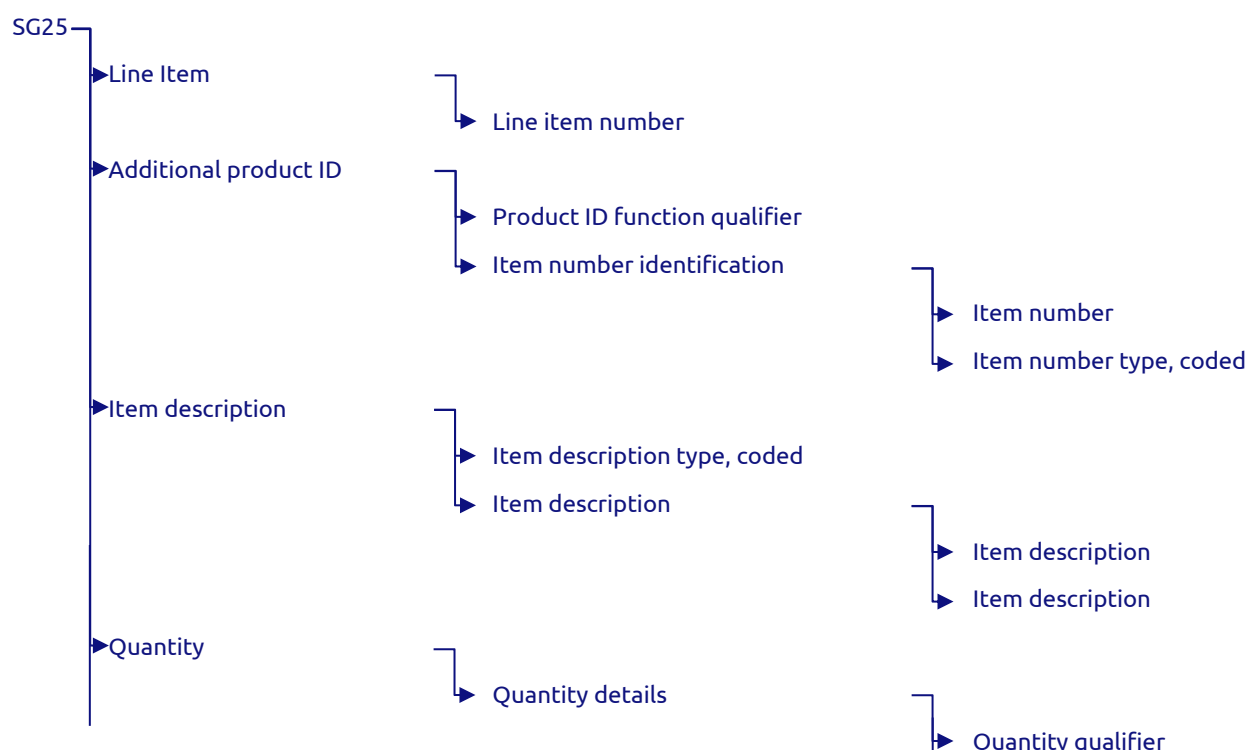 SG25
Line Item
Line item number
Additional product ID
Product ID function qualifier
Item number identification
Item number
Item number type, coded
Item description
Item description type, coded
Item description
Item description
Item description
Quantity
Quantity details
Quantity qualifier